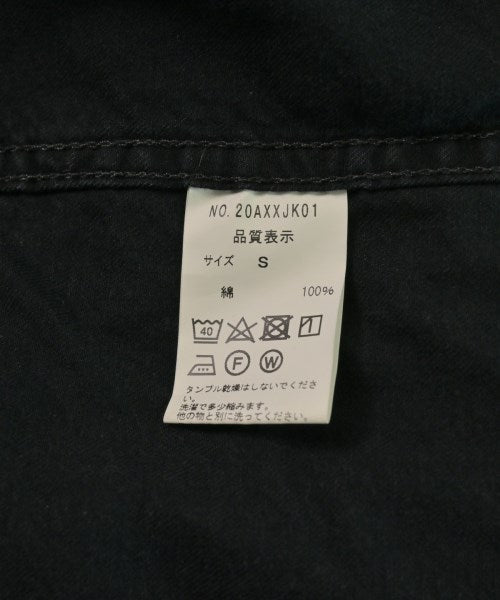 NO. 20AXXJK01
品質表示
サイズ S
綿 100%
40
F W
タンブル乾燥はしないでくださ
い。
洗濯で多少縮みます。
他の物と別に洗ってください。